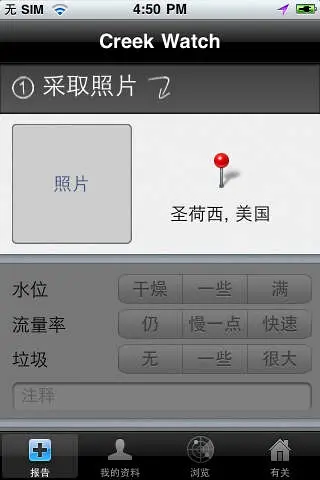 无 SIM 4:50 PM
Creek Watch
① 采取照片
照片
圣荷西, 美国
水位 干燥 一些 满
流量率 仍 慢一点 快速
垃圾 无 一些 很大
注释
报告 我的资料 浏览 有关